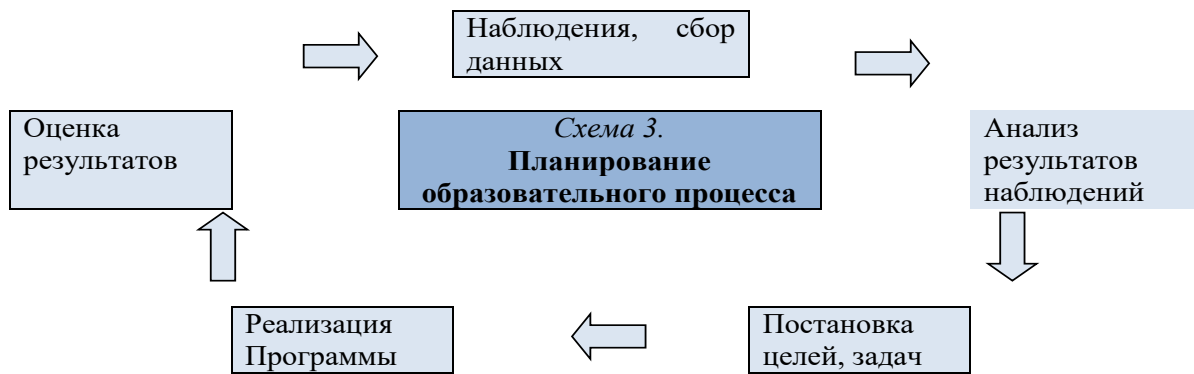 Наблюдения, сбор
данных
Оценка
результатов
Схема 3.
Планирование
образовательного процесса
Анализ
результатов
наблюдений
Реализация
Программы
Постановка
целей, задач